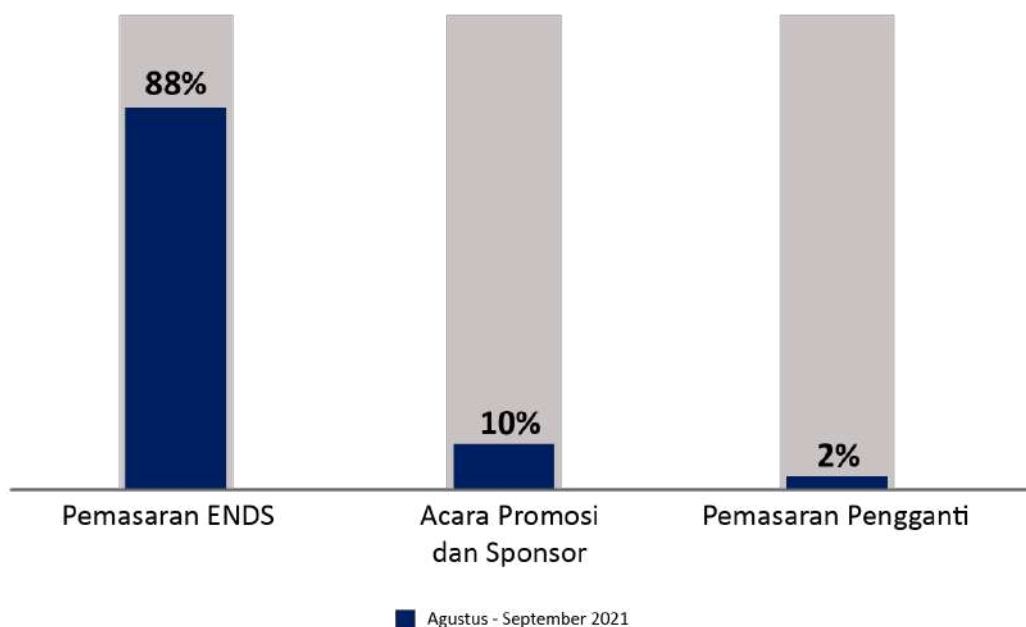 88%
10%
2%
Pemasaran ENDS
Acara Promosi
dan Sponsor
Pemasaran Pengganti
Agustus - September 2021